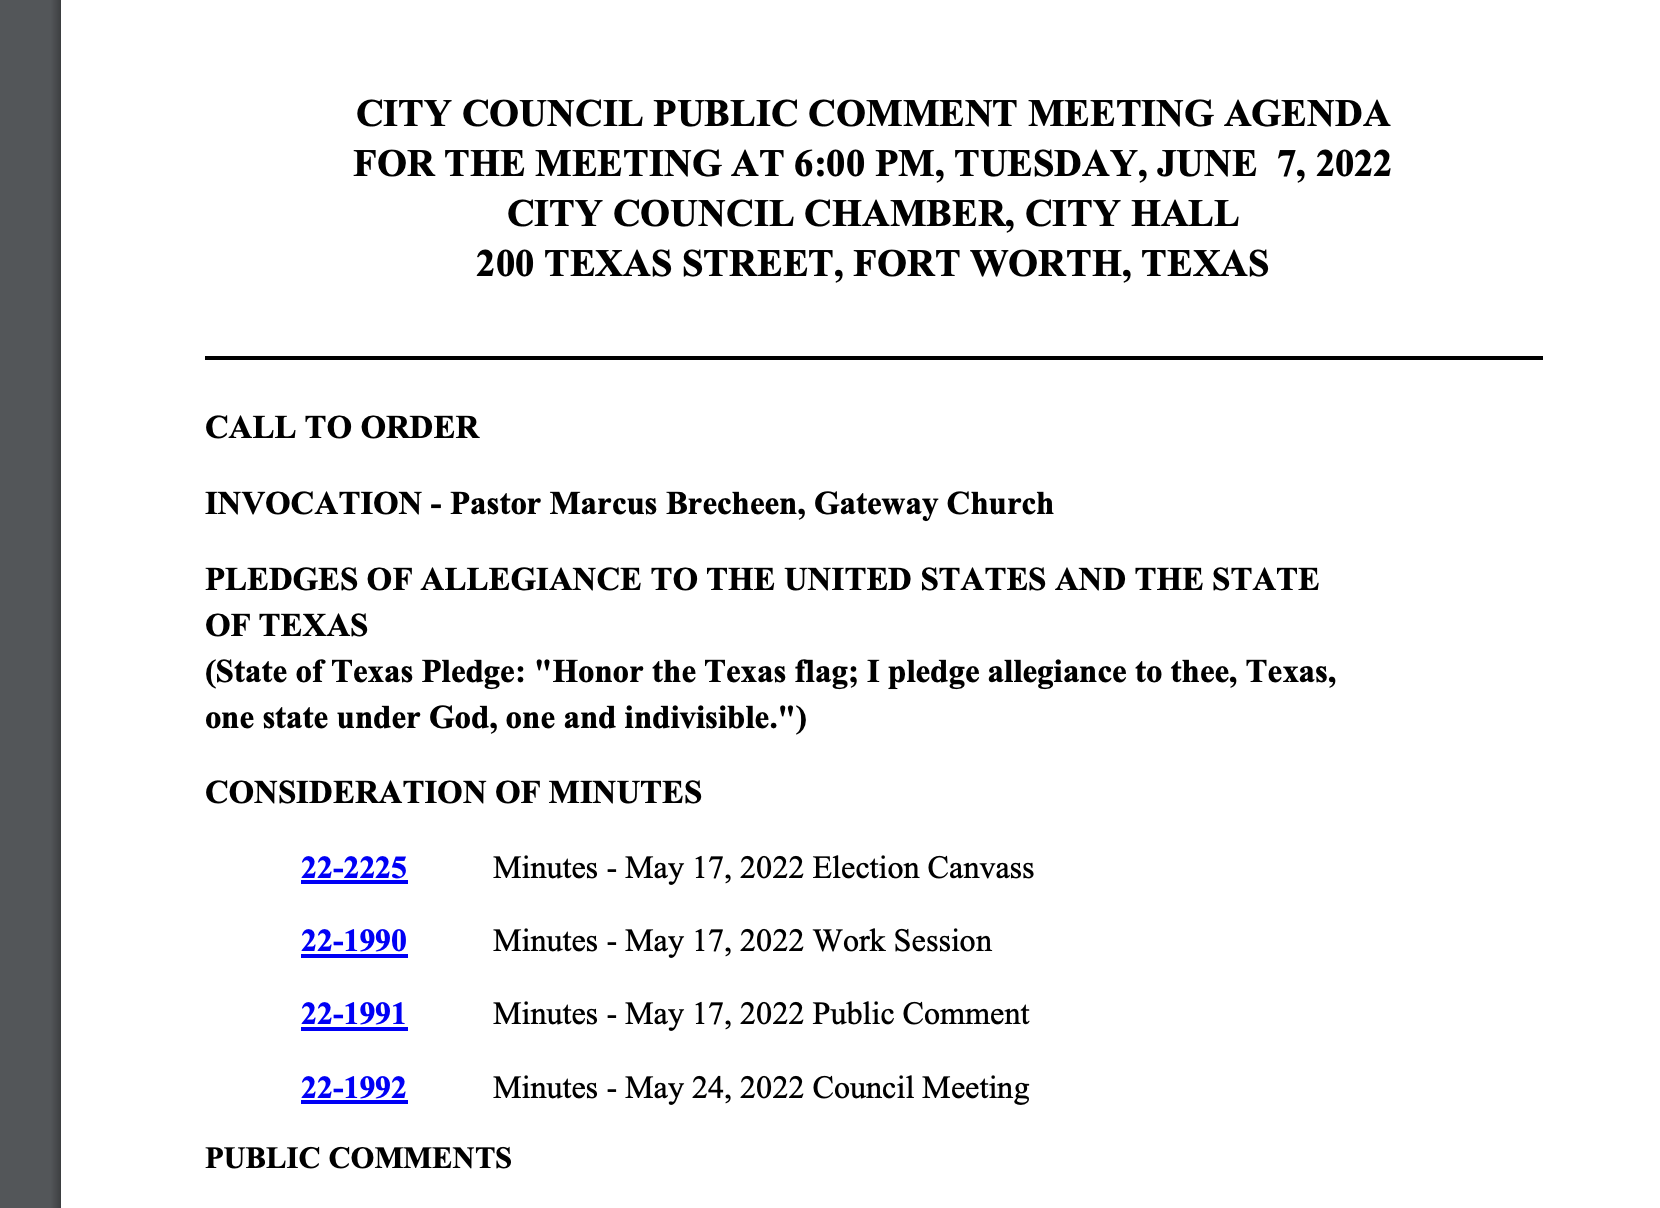 CITY COUNCIL PUBLIC COMMENT MEETING AGENDA
FOR THE MEETING AT 6:00 PM, TUESDAY, JUNE  7, 2022
CITY COUNCIL CHAMBER, CITY HALL
200 TEXAS STREET, FORT WORTH, TEXAS
CALL TO ORDER
INVOCATION - Pastor Marcus Brecheen, Gateway Church
PLEDGES OF ALLEGIANCE TO THE UNITED STATES AND THE STATE
OF TEXAS
(State of Texas Pledge: "Honor the Texas flag; I pledge allegiance to thee, Texas,
one state under God, one and indivisible.")
CONSIDERATION OF MINUTES
22-2225 Minutes - May 17, 2022 Election Canvass
22-1990 Minutes - May 17, 2022 Work Session
22-1991 Minutes - May 17, 2022 Public Comment
22-1992 Minutes - May 24, 2022 Council Meeting
PUBLIC COMMENTS